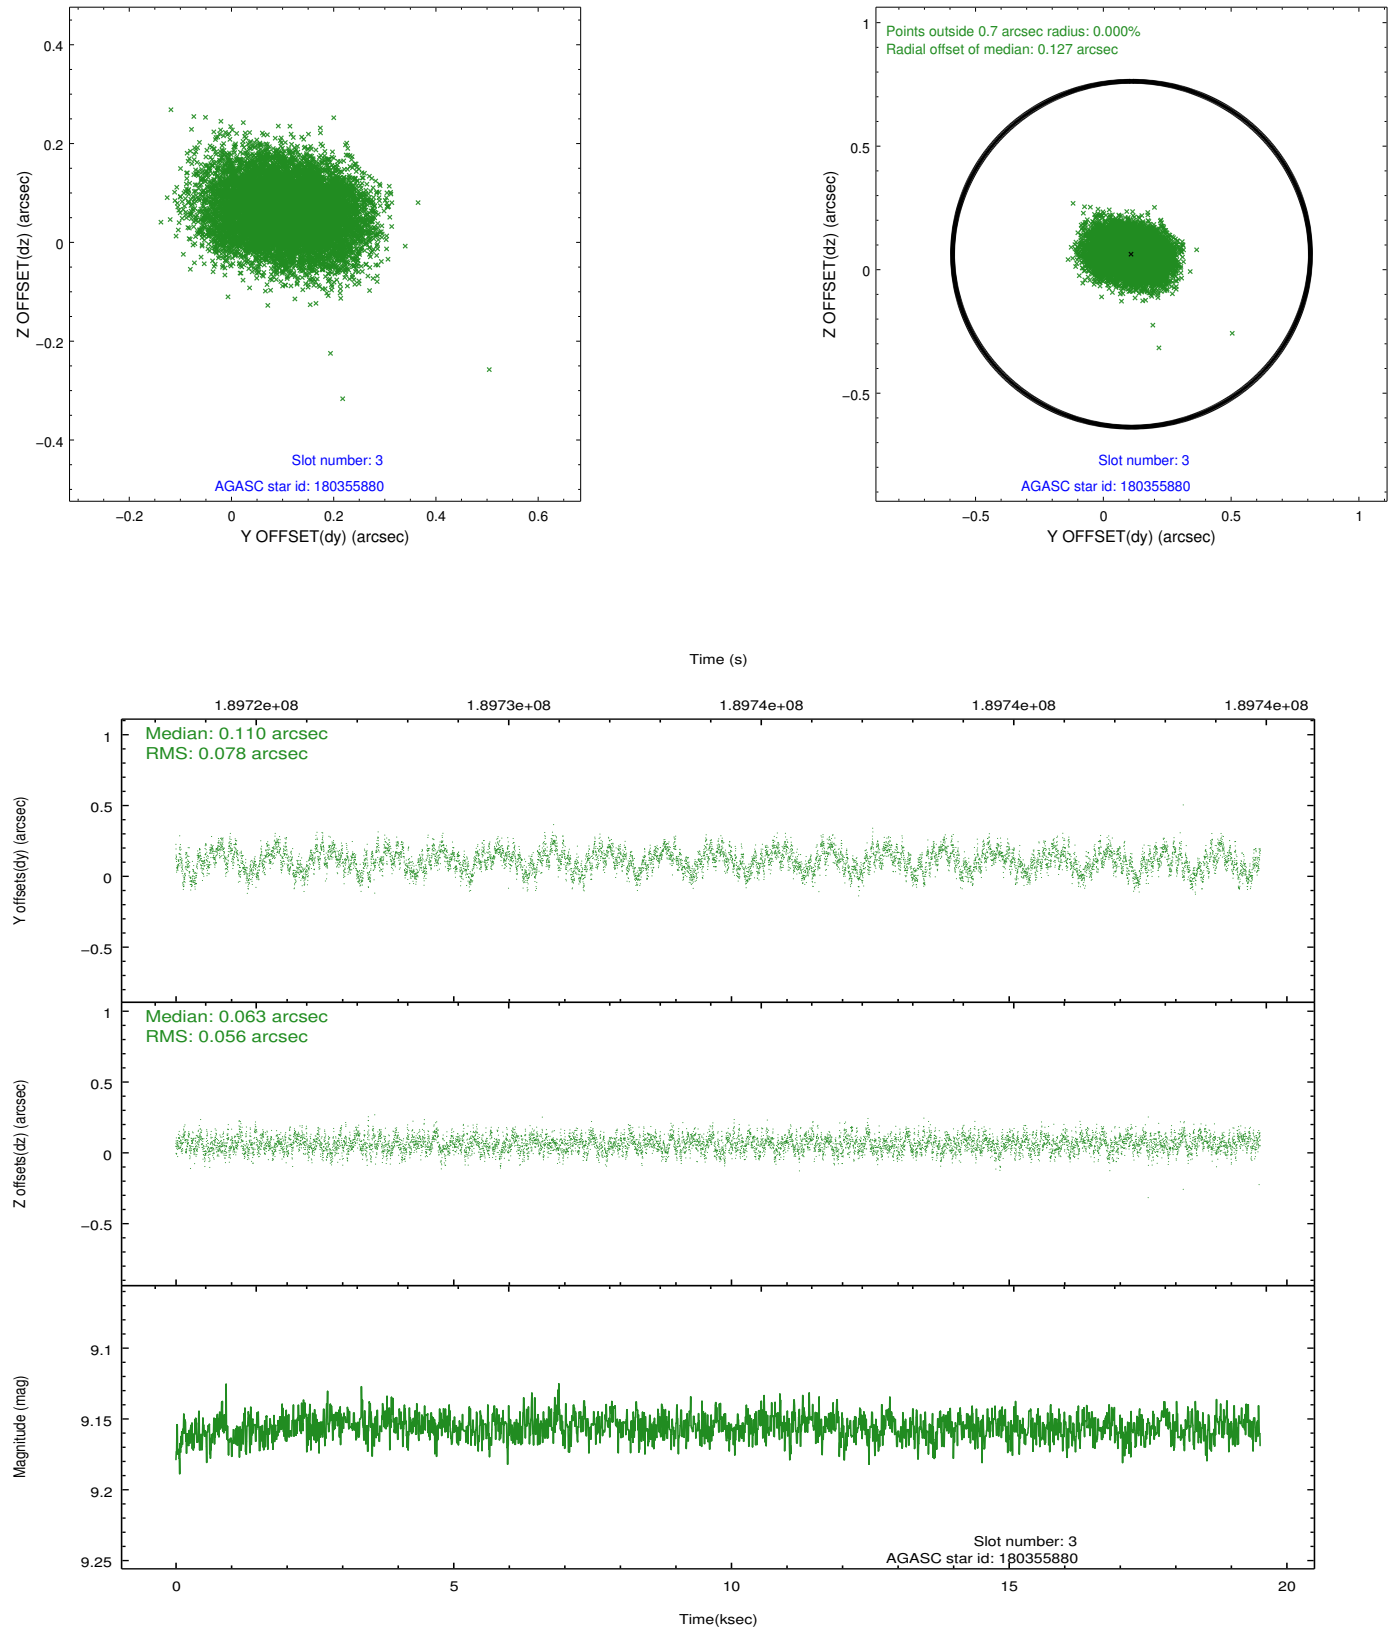 0.4
0.2
0
−0.2
−0.4
Z OFFSET(dz) (arcsec)
Slot number: 3
AGASC star id: 180355880
−0.2 0 0.2 0.4 0.6
Y OFFSET(dy) (arcsec)
Points outside 0.7 arcsec radius: 0.000%
Radial offset of median: 0.127 arcsec
1
0.5
0
−0.5
Z OFFSET(dz) (arcsec)
Slot number: 3
AGASC star id: 180355880
−0.5 0 0.5 1
Y OFFSET(dy) (arcsec)
Time (s)
1.8972e+08 1.8973e+08 1.8974e+08 1.8974e+08 1.8974e+08
Median: 0.110 arcsec
RMS: 0.078 arcsec
1
0.5
0
−0.5
Y offsets(dy) (arcsec)
Median: 0.063 arcsec
RMS: 0.056 arcsec
1
0.5
0
−0.5
Z offsets(dz) (arcsec)
9.1
9.15
9.2
9.25
Magnitude (mag)
Slot number: 3
AGASC star id: 180355880
0 5 10 15 20
Time(ksec)